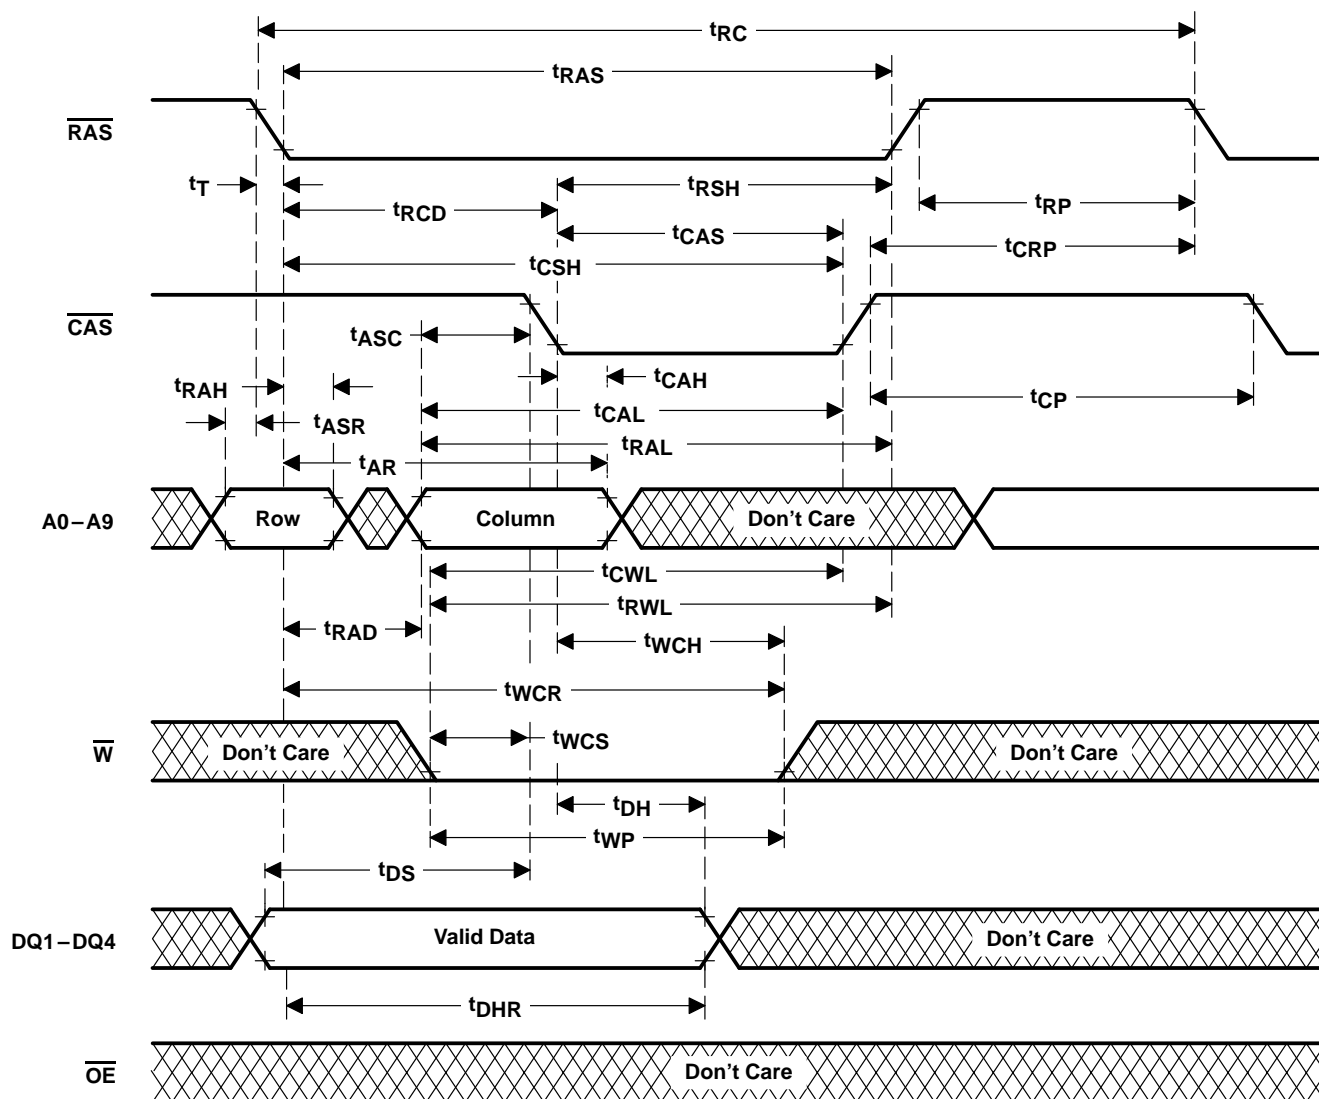 tRC
tRAS
RAS
tT
tRSH
tRCD
tRP
tCAS
tCRP
tCSH
CAS
tASC
tRAH
tCAH
tCP
tCAL
tASR
tRAL
tAR
A0–A9
Row
Column
Don't Care
tCWL
tRWL
tRAD
tWCH
tWCR
W
Don't Care
tWCS
Don't Care
tDH
tWP
tDS
DQ1–DQ4
Valid Data
Don't Care
tDHR
OE
Don't Care